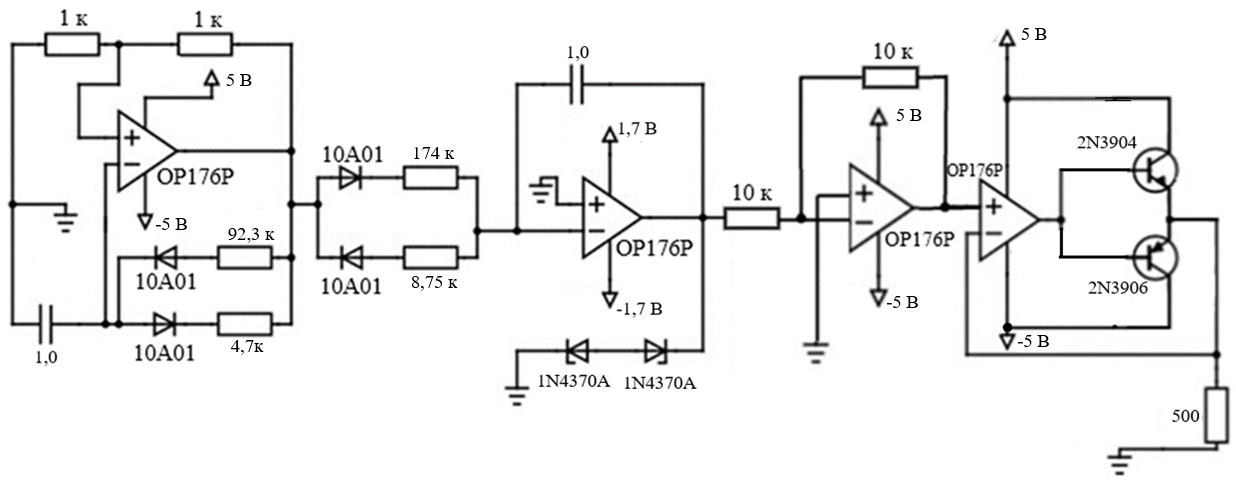 1 к
1 к
5 В
+
−
OP176P
-5 В
92,3 к
10A01
10A01
4,7к
1,0
10A01
174 к
10A01
8,75 к
1,0
1,7 В
+
−
OP176P
-1,7 В
1N4370A
1N4370A
10 к
10 к
5 В
+
−
OP176P
-5 В
5 В
OP176P
+
−
-5 В
2N3904
2N3906
500